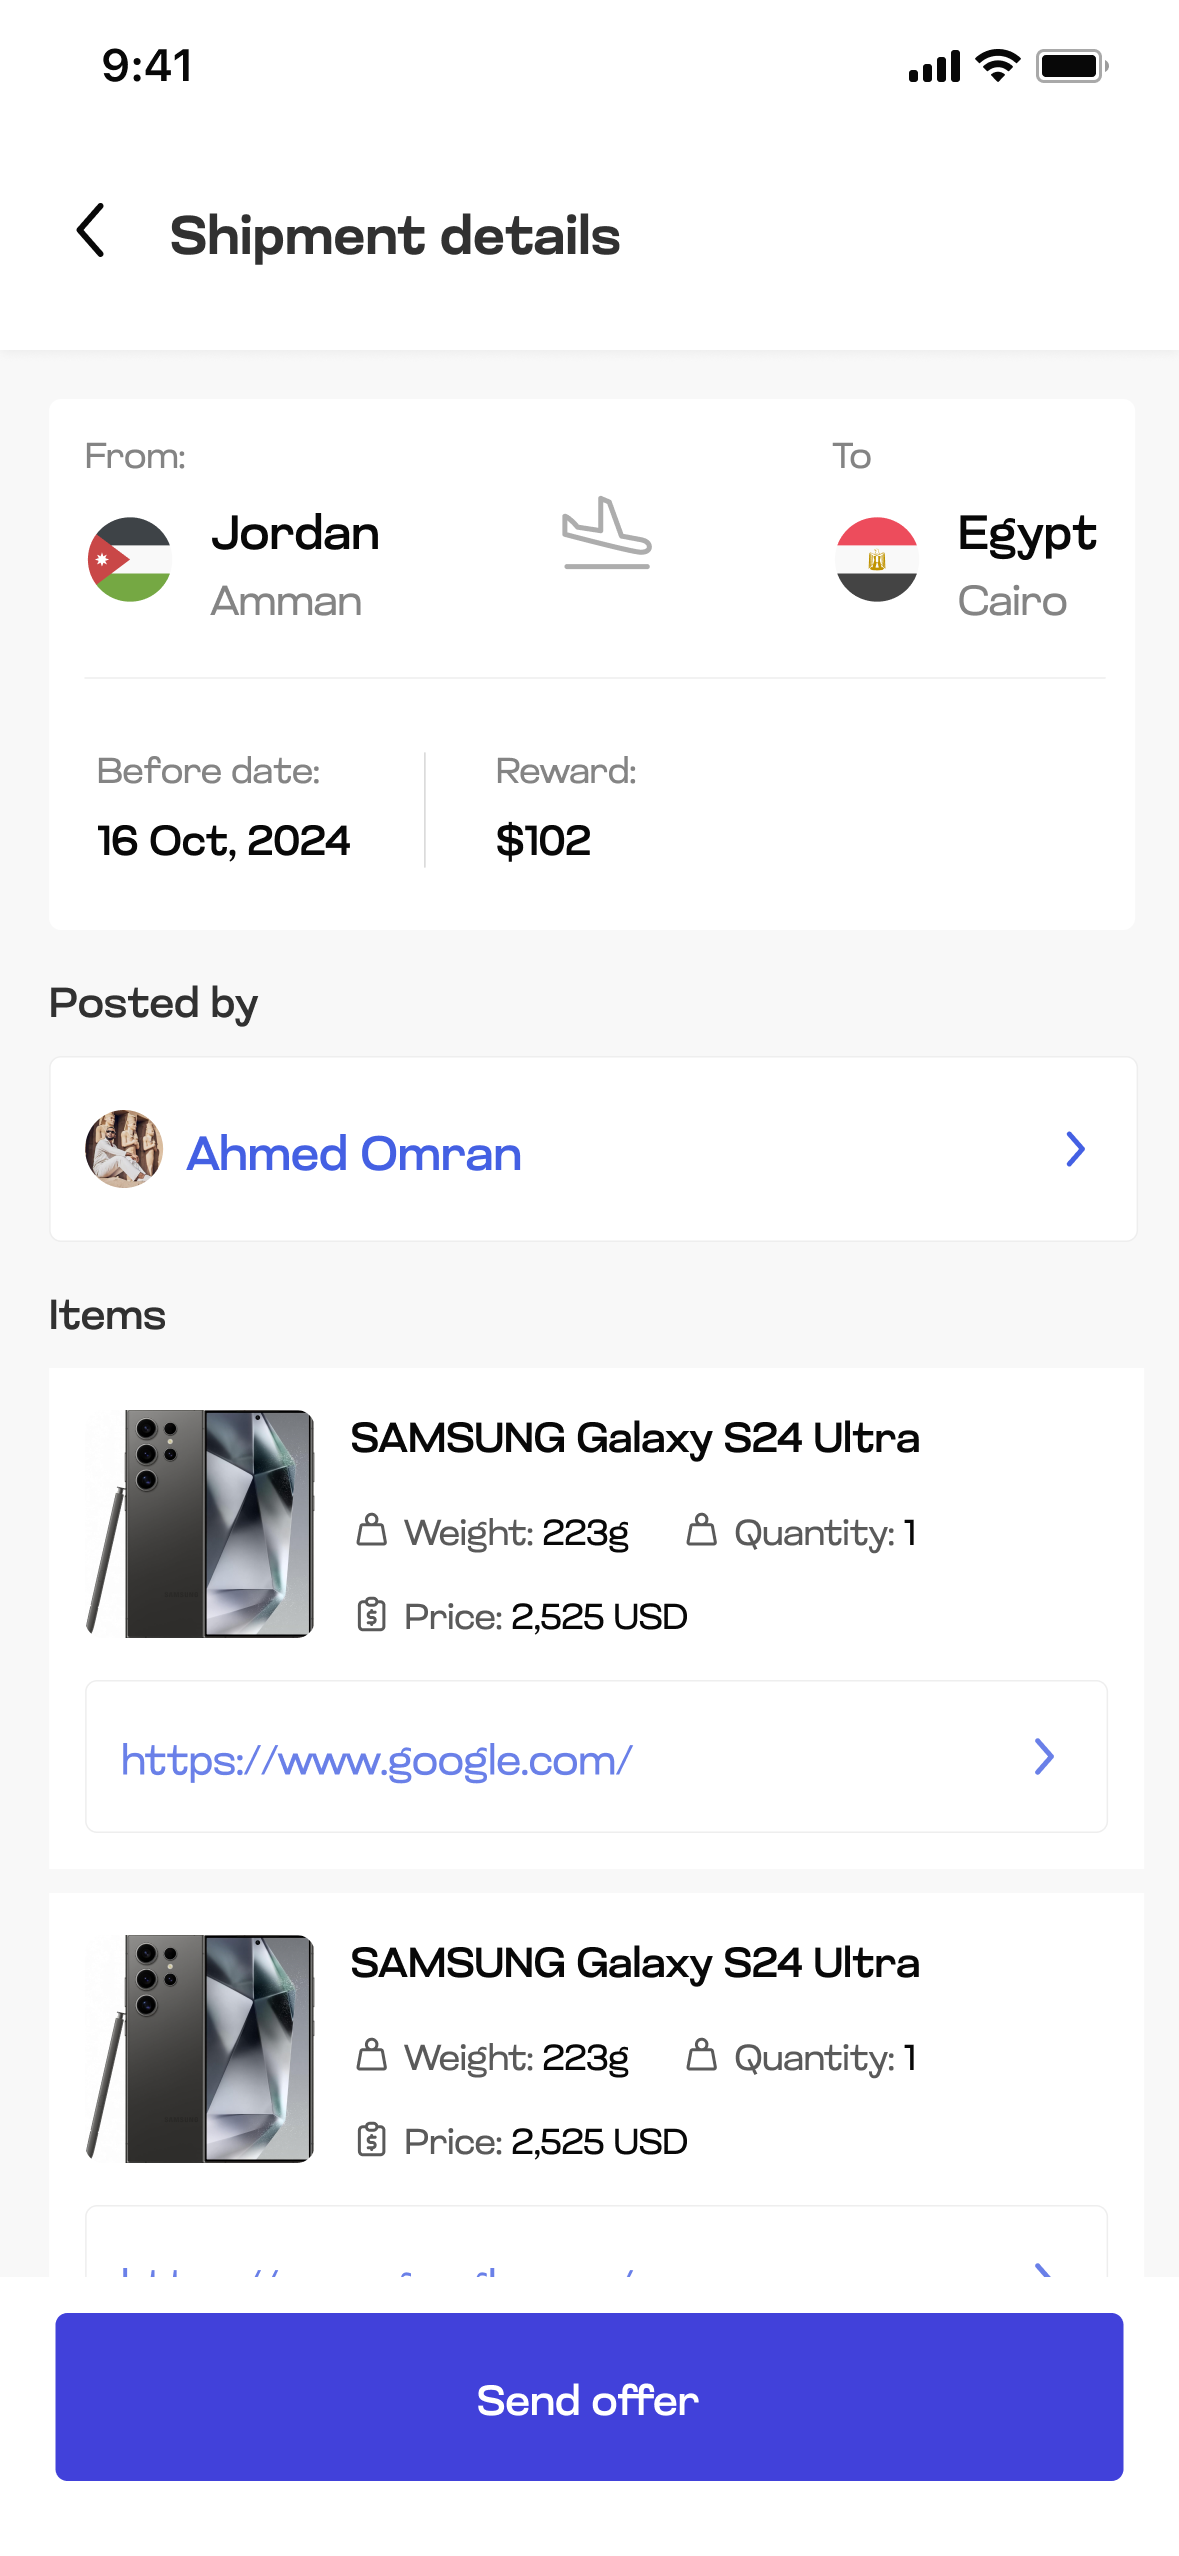 9:41
Shipment details
From:
To
Jordan
Egypt
Amman
Cairo
Before date:
Reward:
16 Oct, 2024
$102
Posted by
Ahmed Omran
Items
SAMSUNG Galaxy S24 Ultra
Weight: 223g
Quantity: 1
Price: 2,525 USD
https://www.google.com/
SAMSUNG Galaxy S24 Ultra
Weight: 223g
Quantity: 1
Price: 2,525 USD
Send offer